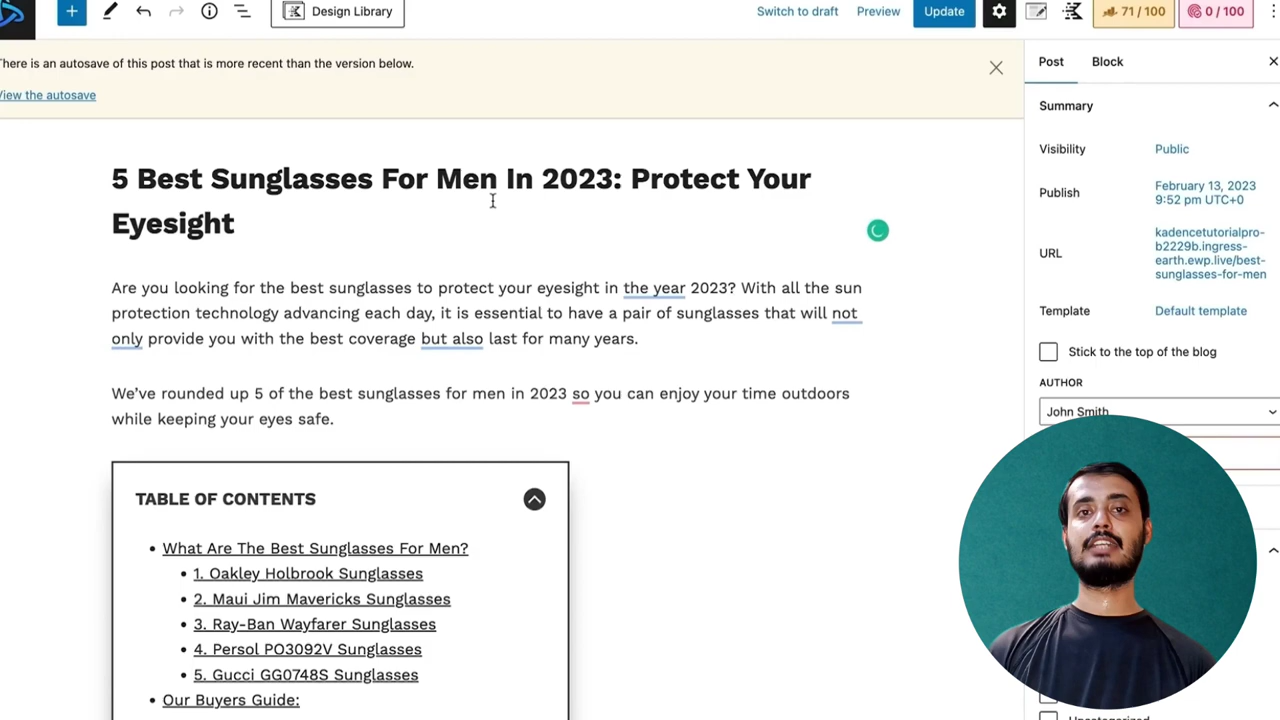 Design Library
Switch to draft
Preview
Update
71 / 100
0 / 100
There is an autosave of this post that is more recent than the version below.
View the autosave
Post
Block
Summary
Visibility
Public
Publish
February 13, 2023
9:52 pm UTC+0
URL
kadencetutorialpro-
b2229b.ingress-
earth.ewp.live/best-
sunglasses-for-men
Template
Default template
Stick to the top of the blog
AUTHOR
John Smith
5 Best Sunglasses For Men In 2023: Protect Your
Eyesight
Are you looking for the best sunglasses to protect your eyesight in the year 2023? With all the sun
protection technology advancing each day, it is essential to have a pair of sunglasses that will not
only provide you with the best coverage but also last for many years.
We've rounded up 5 of the best sunglasses for men in 2023 so you can enjoy your time outdoors
while keeping your eyes safe.
TABLE OF CONTENTS
What Are The Best Sunglasses For Men?
1. Oakley Holbrook Sunglasses
2. Maui Jim Mavericks Sunglasses
3. Ray-Ban Wayfarer Sunglasses
4. Persol PO3092V Sunglasses
5. Gucci GG0748S Sunglasses
Our Buyers Guide: